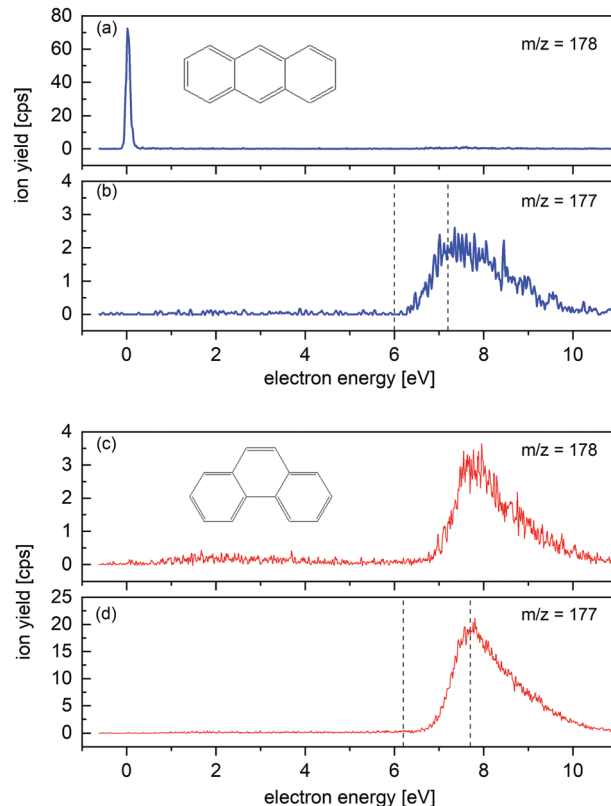 (a)
m/z = 178
80
60
40
20
0
ion yield [cps]
(b)
m/z = 177
4
3
2
1
0
0 2 4 6 8 10
electron energy [eV]
(c)
m/z = 178
4
3
2
1
0
ion yield [cps]
(d)
m/z = 177
25
20
15
10
5
0
0 2 4 6 8 10
electron energy [eV]